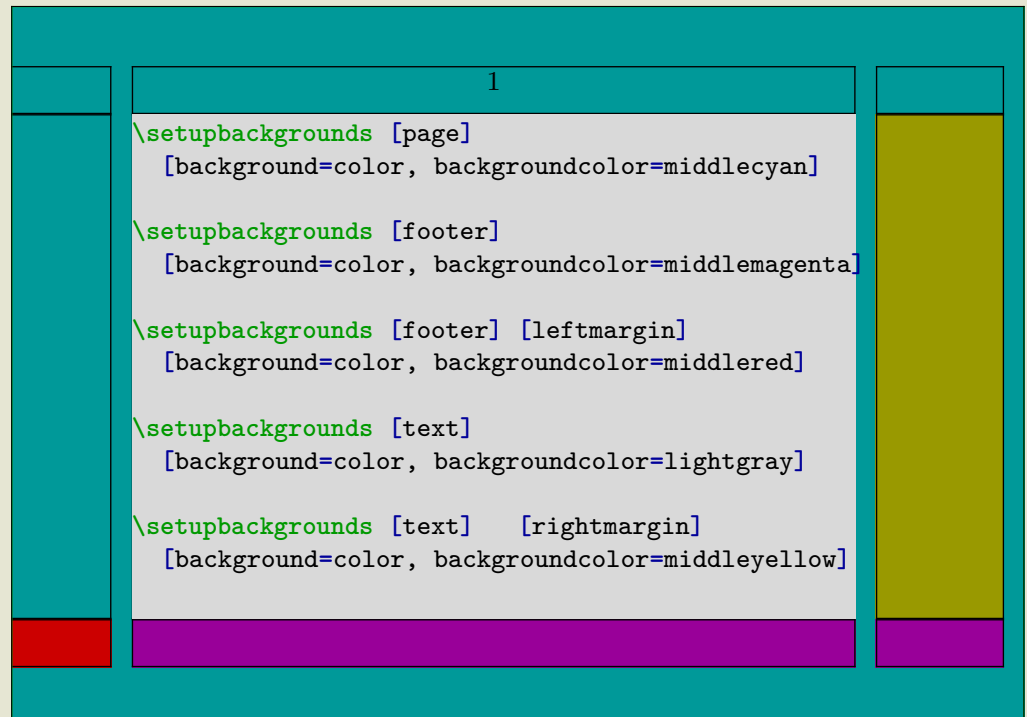 1
\setupbackgrounds [page]
  [background=color, backgroundcolor=middlecyan]
\setupbackgrounds [footer]
  [background=color, backgroundcolor=middlemagenta]
\setupbackgrounds [footer] [leftmargin]
  [background=color, backgroundcolor=middlered]
\setupbackgrounds [text]
  [background=color, backgroundcolor=lightgray]
\setupbackgrounds [text]   [rightmargin]
  [background=color, backgroundcolor=middleyellow]